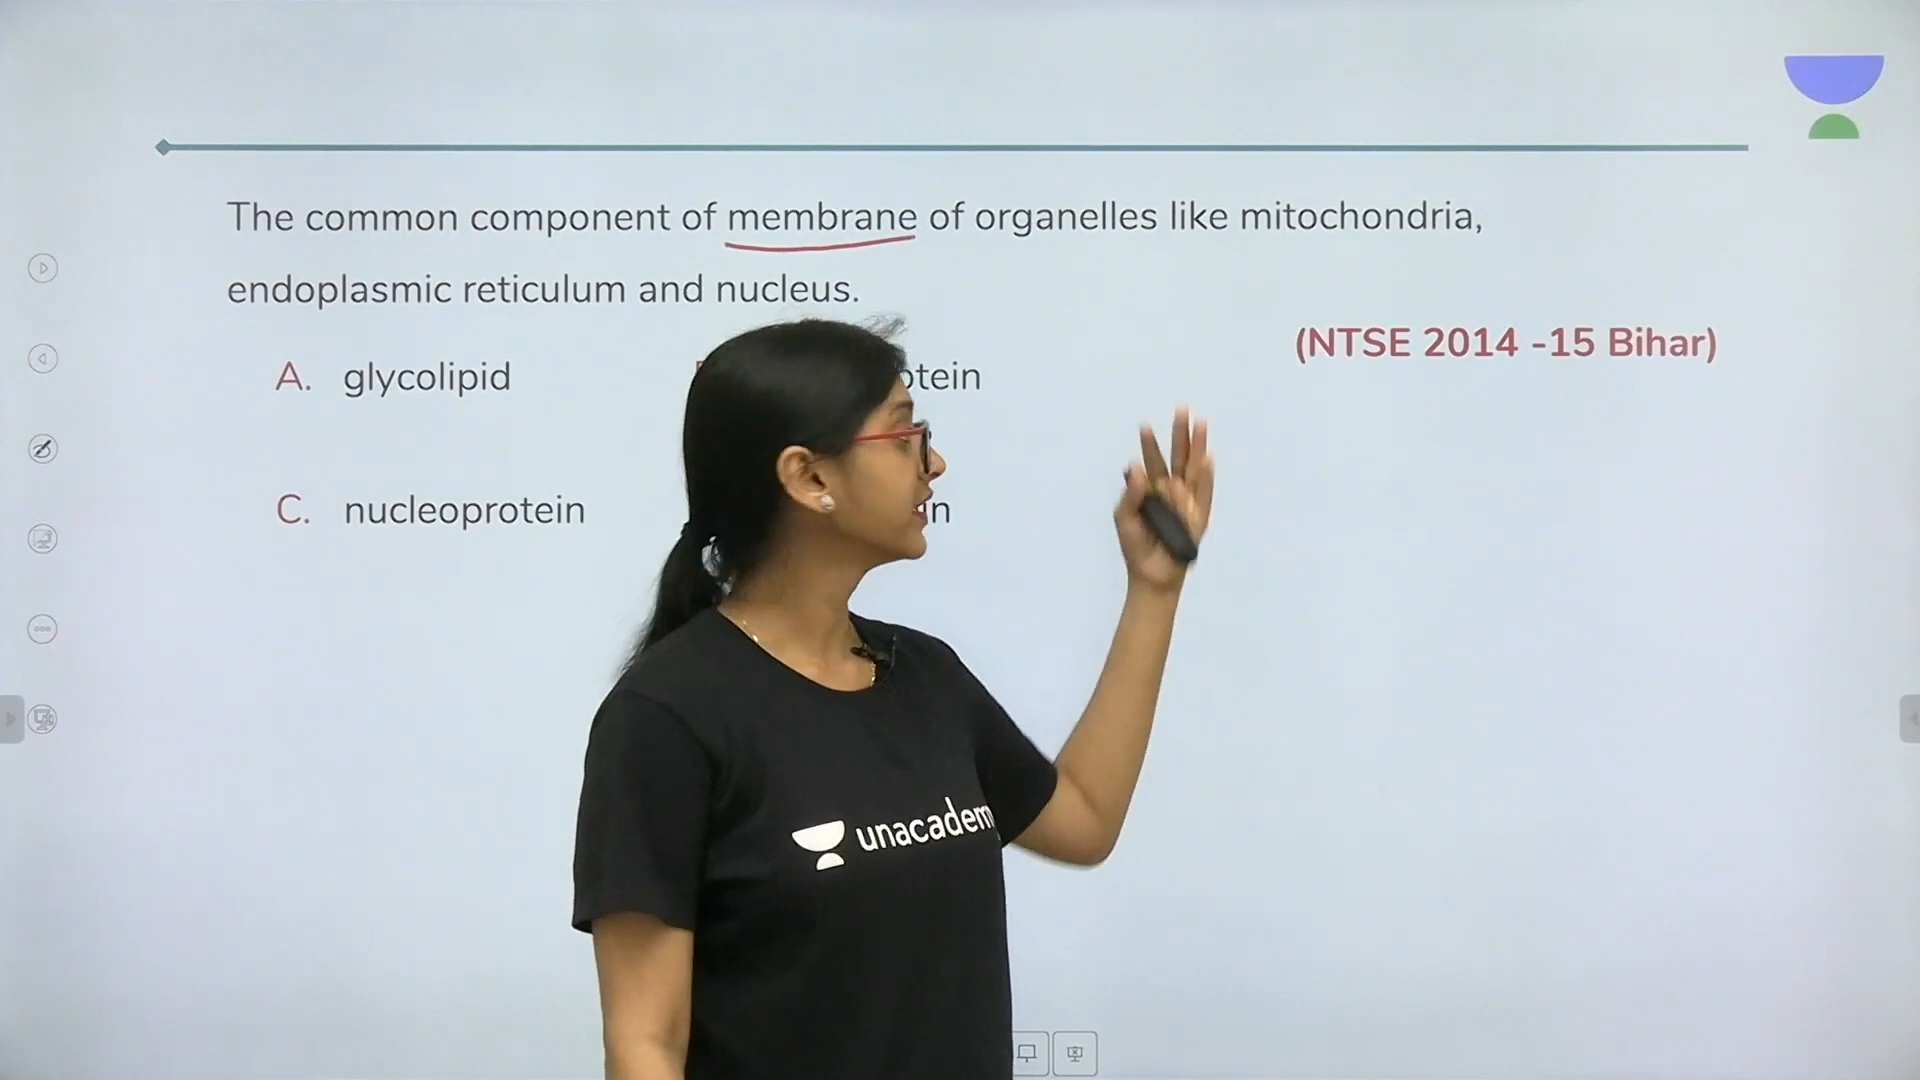 The common component of membrane of organelles like mitochondria,
endoplasmic reticulum and nucleus.
(NTSE 2014 -15 Bihar)
A. glycolipid
C. nucleoprotein
unacademy